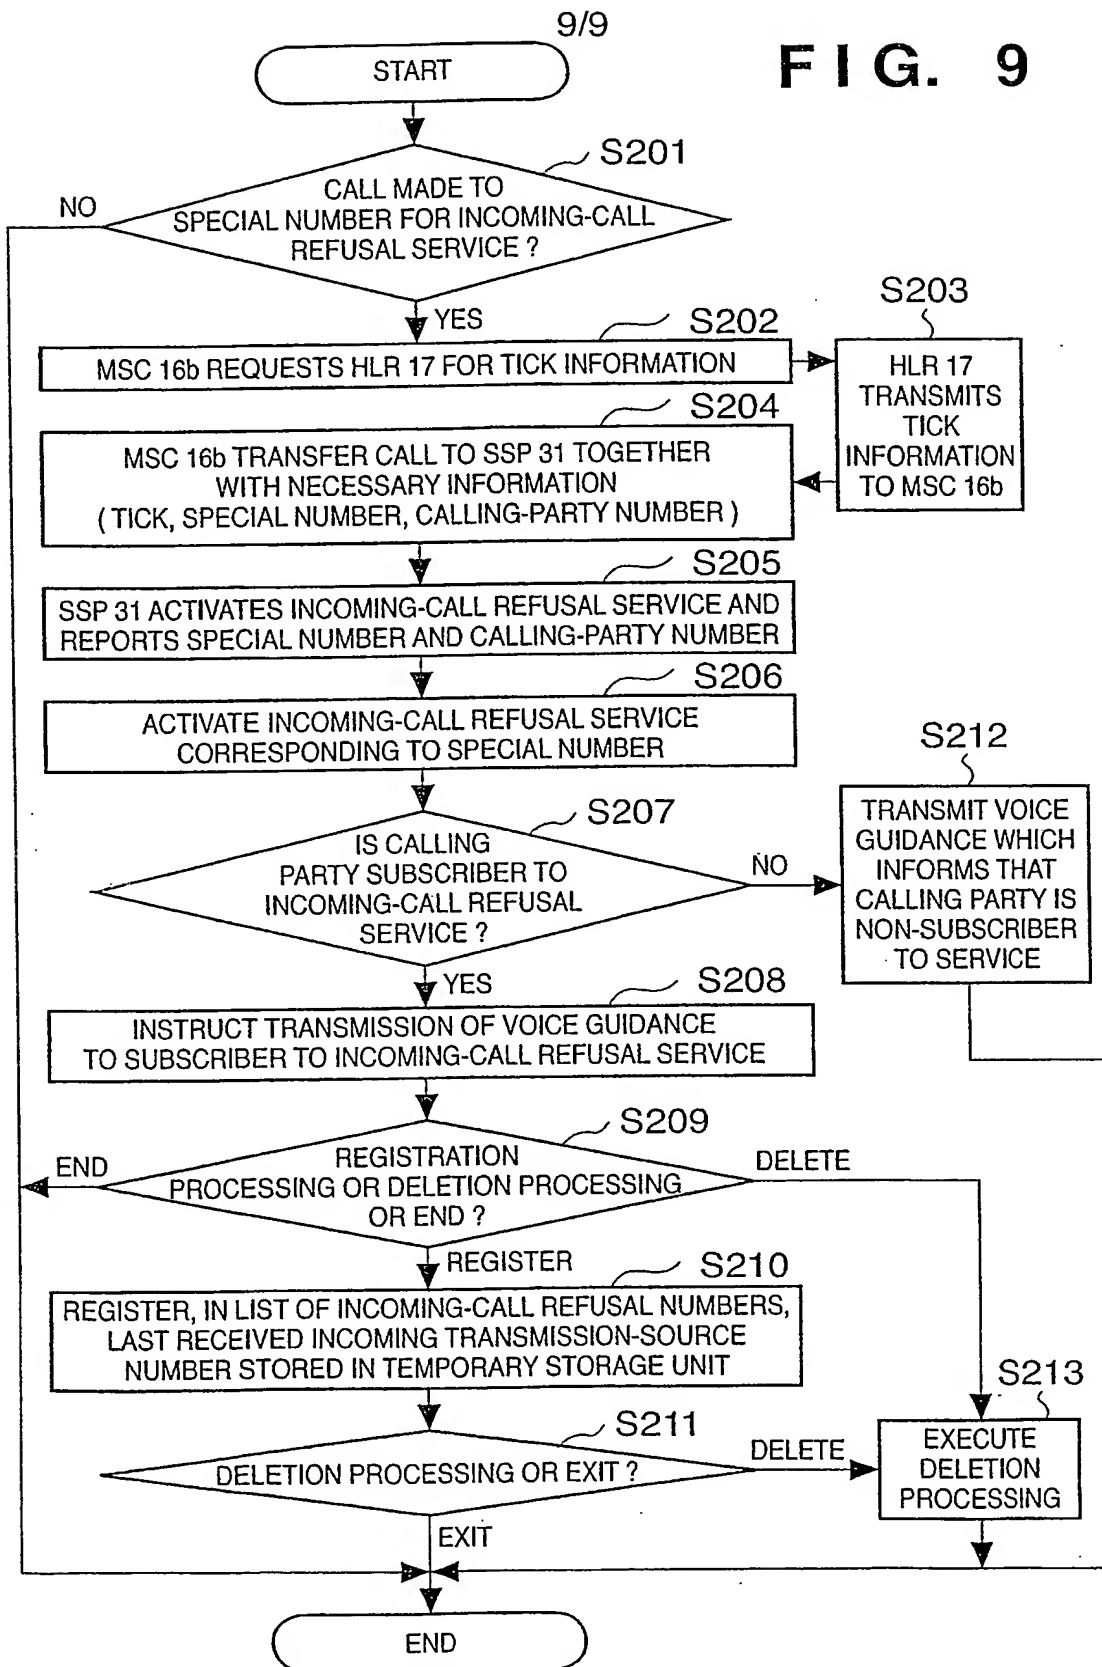 9/9
FIG. 9
START
S201
CALL MADE TO
SPECIAL NUMBER FOR INCOMING-CALL
REFUSAL SERVICE ?
NO
YES
S202
MSC 16b REQUESTS HLR 17 FOR TICK INFORMATION
S203
HLR 17
TRANSMITS
TICK
INFORMATION
TO MSC 16b
S204
MSC 16b TRANSFER CALL TO SSP 31 TOGETHER
WITH NECESSARY INFORMATION
( TICK, SPECIAL NUMBER, CALLING-PARTY NUMBER )
S205
SSP 31 ACTIVATES INCOMING-CALL REFUSAL SERVICE AND
REPORTS SPECIAL NUMBER AND CALLING-PARTY NUMBER
S206
ACTIVATE INCOMING-CALL REFUSAL SERVICE
CORRESPONDING TO SPECIAL NUMBER
S207
IS CALLING
PARTY SUBSCRIBER TO
INCOMING-CALL REFUSAL
SERVICE ?
NO
S212
TRANSMIT VOICE
GUIDANCE WHICH
INFORMS THAT
CALLING PARTY IS
NON-SUBSCRIBER
TO SERVICE
YES
S208
INSTRUCT TRANSMISSION OF VOICE GUIDANCE
TO SUBSCRIBER TO INCOMING-CALL REFUSAL SERVICE
S209
REGISTRATION
PROCESSING OR DELETION PROCESSING
OR END ?
END
DELETE
REGISTER
S210
REGISTER, IN LIST OF INCOMING-CALL REFUSAL NUMBERS,
LAST RECEIVED INCOMING TRANSMISSION-SOURCE
NUMBER STORED IN TEMPORARY STORAGE UNIT
S211
DELETION PROCESSING OR EXIT ?
DELETE
S213
EXECUTE
DELETION
PROCESSING
EXIT
END